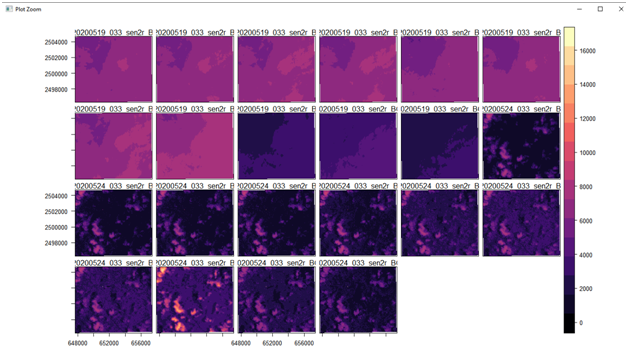 Plot Zoom
20200519_033_sen2r_B 20200519_033_sen2r_B 20200519_033_sen2r_B 20200519_033_sen2r_B 20200519_033_sen2r_B 20200519_033_sen2r_B
2504000
2502000
2500000
2498000
20200519_033_sen2r_B 20200519_033_sen2r_B 20200519_033_sen2r_B 20200519_033_sen2r_B 20200519_033_sen2r_B 20200524_033_sen2r_B
20200524_033_sen2r_B 20200524_033_sen2r_B 20200524_033_sen2r_B 20200524_033_sen2r_B 20200524_033_sen2r_B 20200524_033_sen2r_B
2504000
2502000
2500000
2498000
20200524_033_sen2r_B 20200524_033_sen2r_B 20200524_033_sen2r_B 20200524_033_sen2r_B
648000 652000 656000 648000 652000 656000
16000
14000
12000
10000
8000
6000
4000
2000
0